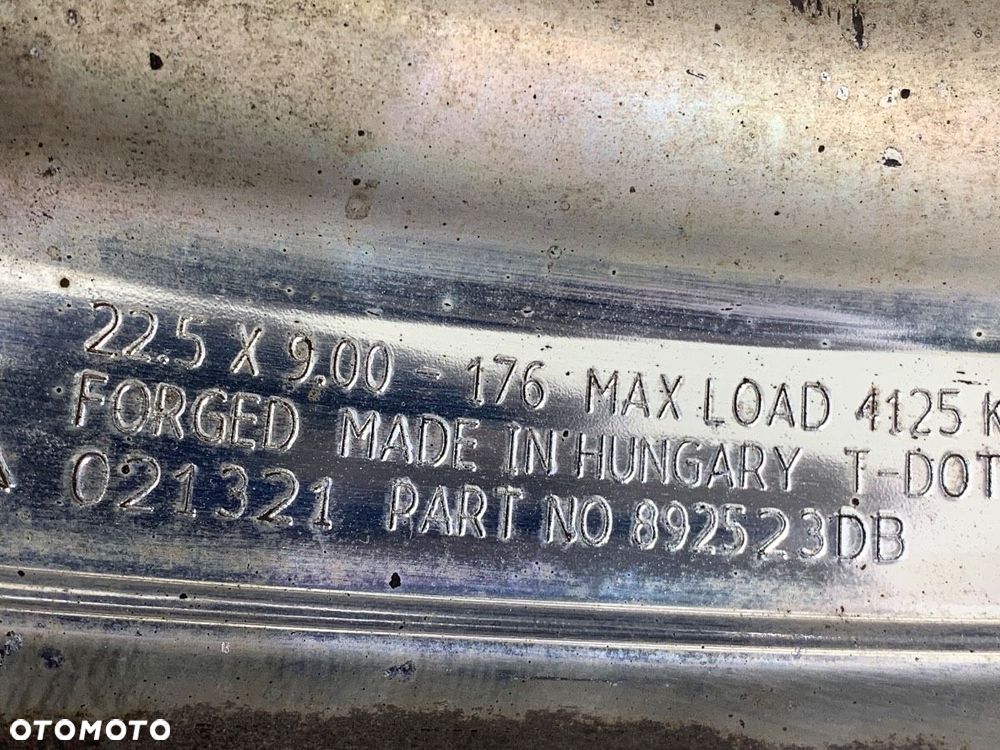 22.5 X 9.00 - 176 MAX LOAD 4125 K
FORGED MADE IN HUNGARY T-DOT
A 021321 PART NO 892523DB
OTOMOTO